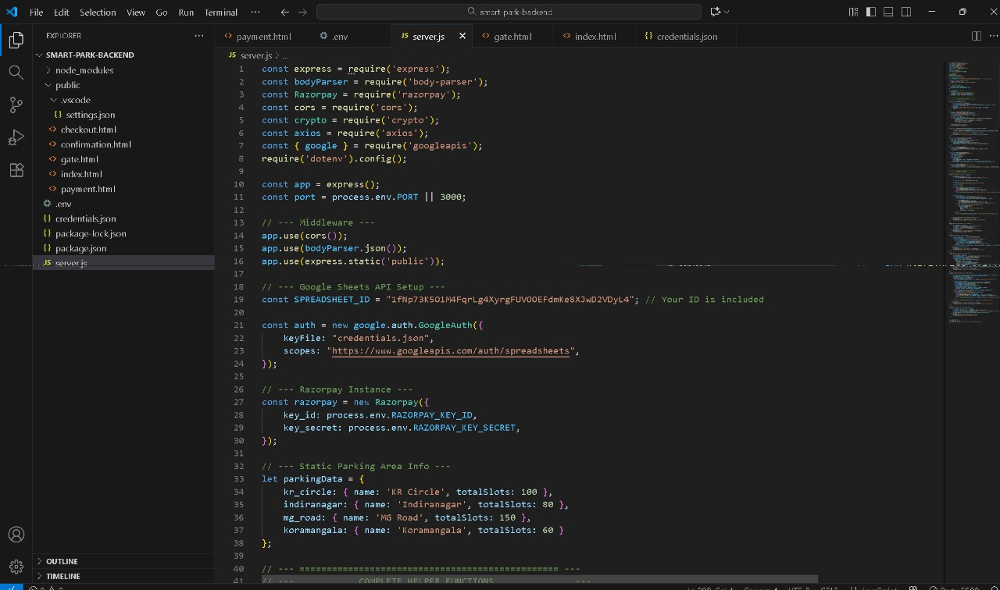 File Edit Selection View Go Run Terminal ··· smart-park-backend
EXPLORER ···
SMART-PARK-BACKEND
node_modules
public
.vscode
{} settings.json
<> checkout.html
<> confirmation.html
<> gate.html
<> index.html
<> payment.html
.env
{} credentials.json
{} package-lock.json
{} package.json
JS server.js
OUTLINE
TIMELINE
<> payment.html .env JS server.js × <> gate.html <> index.html {} credentials.json
JS server.js > ...
1 const express = require('express');
2 const bodyParser = require('body-parser');
3 const Razorpay = require('razorpay');
4 const cors = require('cors');
5 const crypto = require('crypto');
6 const axios = require('axios');
7 const { google } = require('googleapis');
8 require('dotenv').config();
9
10 const app = express();
11 const port = process.env.PORT || 3000;
12
13 // --- Middleware ---
14 app.use(cors());
15 app.use(bodyParser.json());
16 app.use(express.static('public'));
17
18 // --- Google Sheets API Setup ---
19 const SPREADSHEET_ID = "1fNp73K5O1M4FqrLg4XyrgFUVOOEFdmKe8XJwD2VDyL4"; // Your ID is included
20
21 const auth = new google.auth.GoogleAuth({
22 keyFile: "credentials.json",
23 scopes: "https://www.googleapis.com/auth/spreadsheets",
24 });
25
26 // --- Razorpay Instance ---
27 const razorpay = new Razorpay({
28 key_id: process.env.RAZORPAY_KEY_ID,
29 key_secret: process.env.RAZORPAY_KEY_SECRET,
30 });
31
32 // --- Static Parking Area Info ---
33 let parkingData = {
34 kr_circle: { name: 'KR Circle', totalSlots: 100 },
35 indiranagar: { name: 'Indiranagar', totalSlots: 80 },
36 mg_road: { name: 'MG Road', totalSlots: 150 },
37 koramangala: { name: 'Koramangala', totalSlots: 60 }
38 };
39
40 // --- ================================================ ---
41 // --- COMPLETE HELPER FUNCTIONS ---